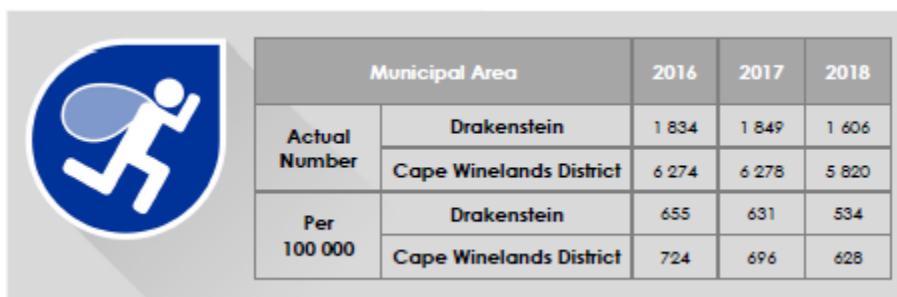 Municipal Area 2016 2017 2018
Actual Number Drakenstein 1 834 1 849 1 606
Cape Winelands District 6 274 6 278 5 820
Per 100 000 Drakenstein 655 631 534
Cape Winelands District 724 696 628